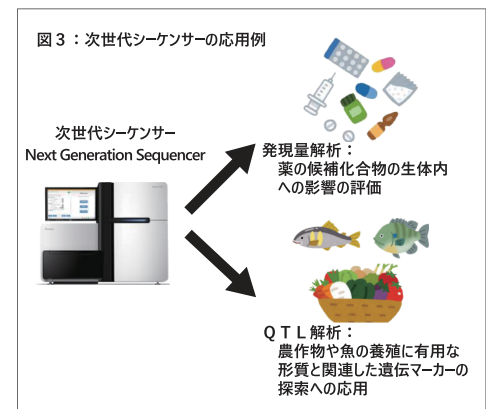 図3：次世代シーケンサーの応用例
次世代シーケンサー
Next Generation Sequencer
発現量解析：
薬の候補化合物の生体内
への影響の評価
QTL解析：
農作物や魚の養殖に有用な
形質と関連した遺伝マーカーの
探索への応用